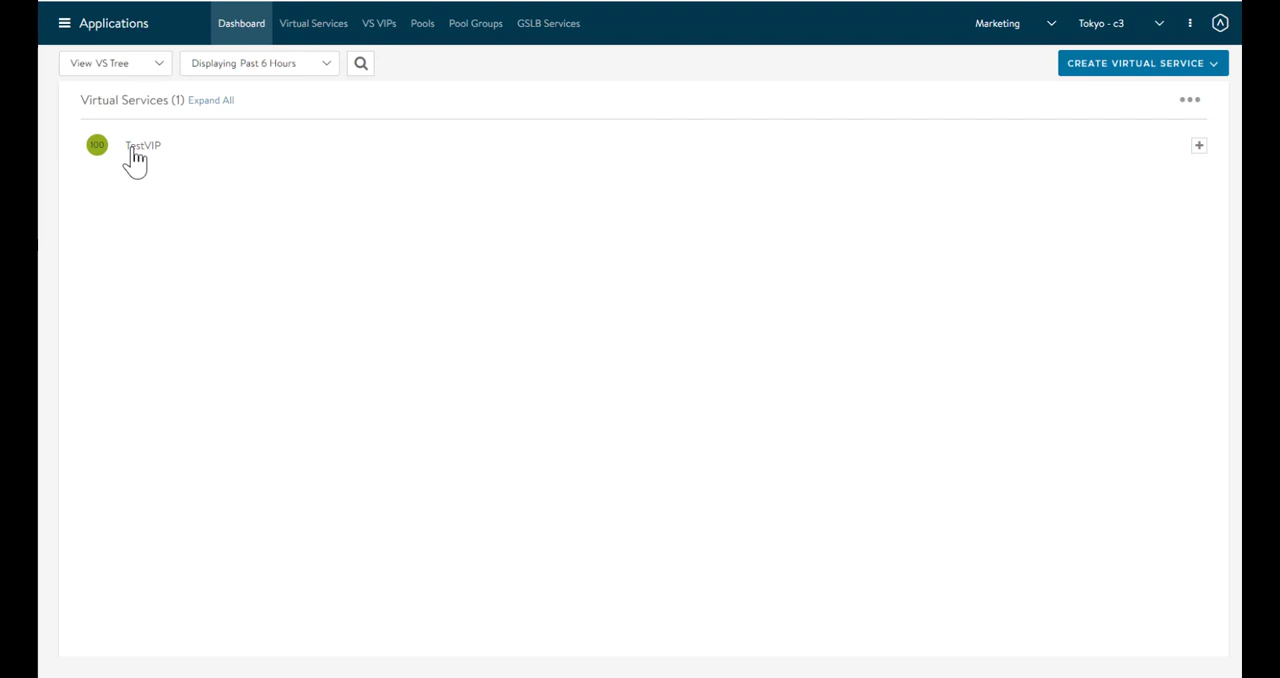 Applications
Dashboard Virtual Services VS VIPs Pools Pool Groups GSLB Services
Marketing Tokyo - c3
View VS Tree Displaying Past 6 Hours CREATE VIRTUAL SERVICE
Virtual Services (1) Expand All
100 TestVIP